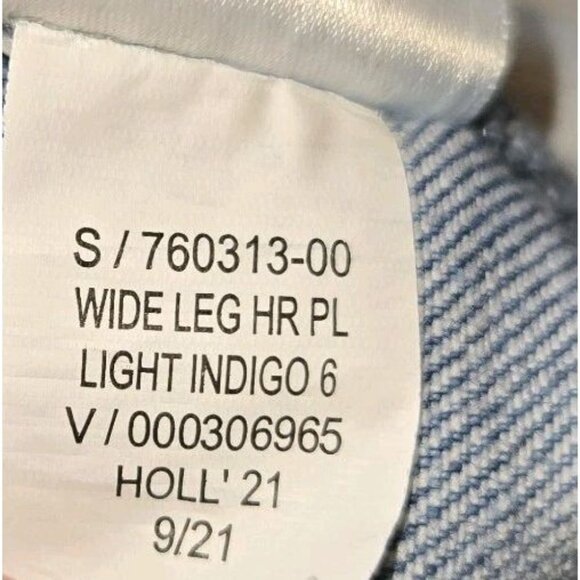 S / 760313-00
WIDE LEG HR PL
LIGHT INDIGO 6
V / 000306965
HOLL' 21
9/21